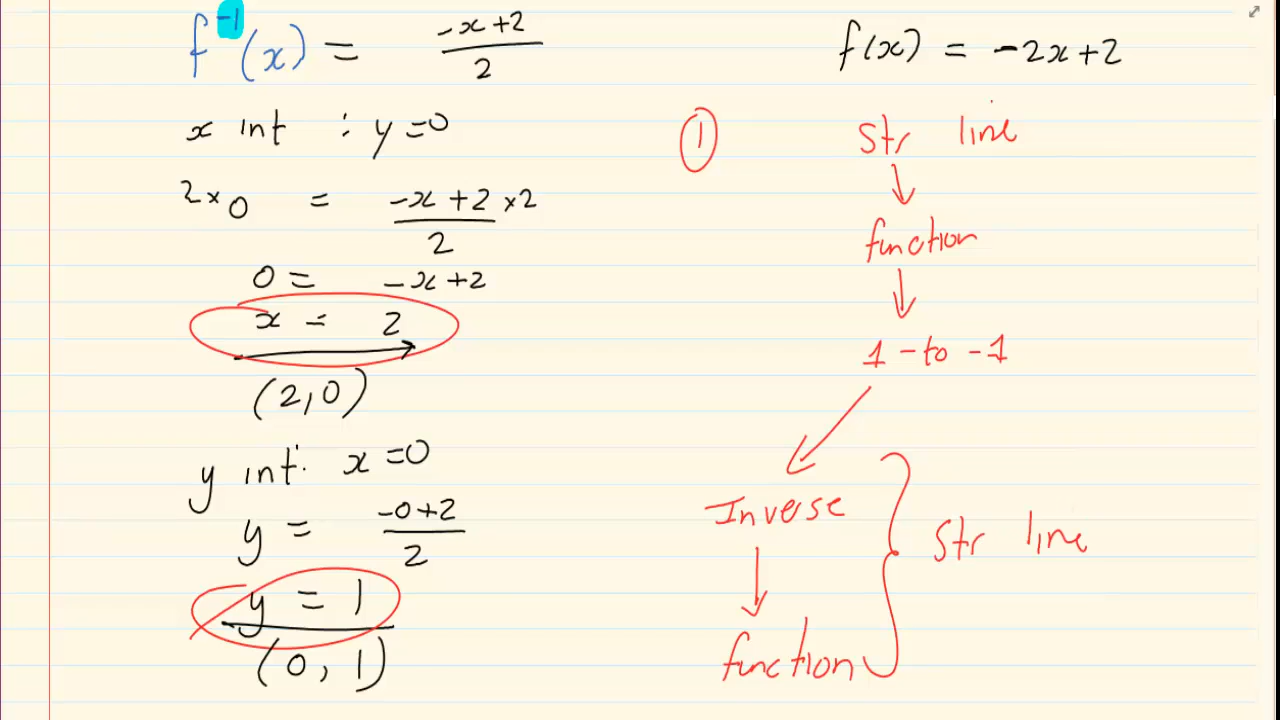 f⁻¹(x) = -x+2/2
x int : y=0
2×0 = -x+2/2 ×2
0 = -x+2
x = 2
(2,0)
y int: x=0
y = -0+2/2
y = 1
(0, 1)
f(x) = -2x+2
① str line
function
1-to-1
Inverse
function
str line